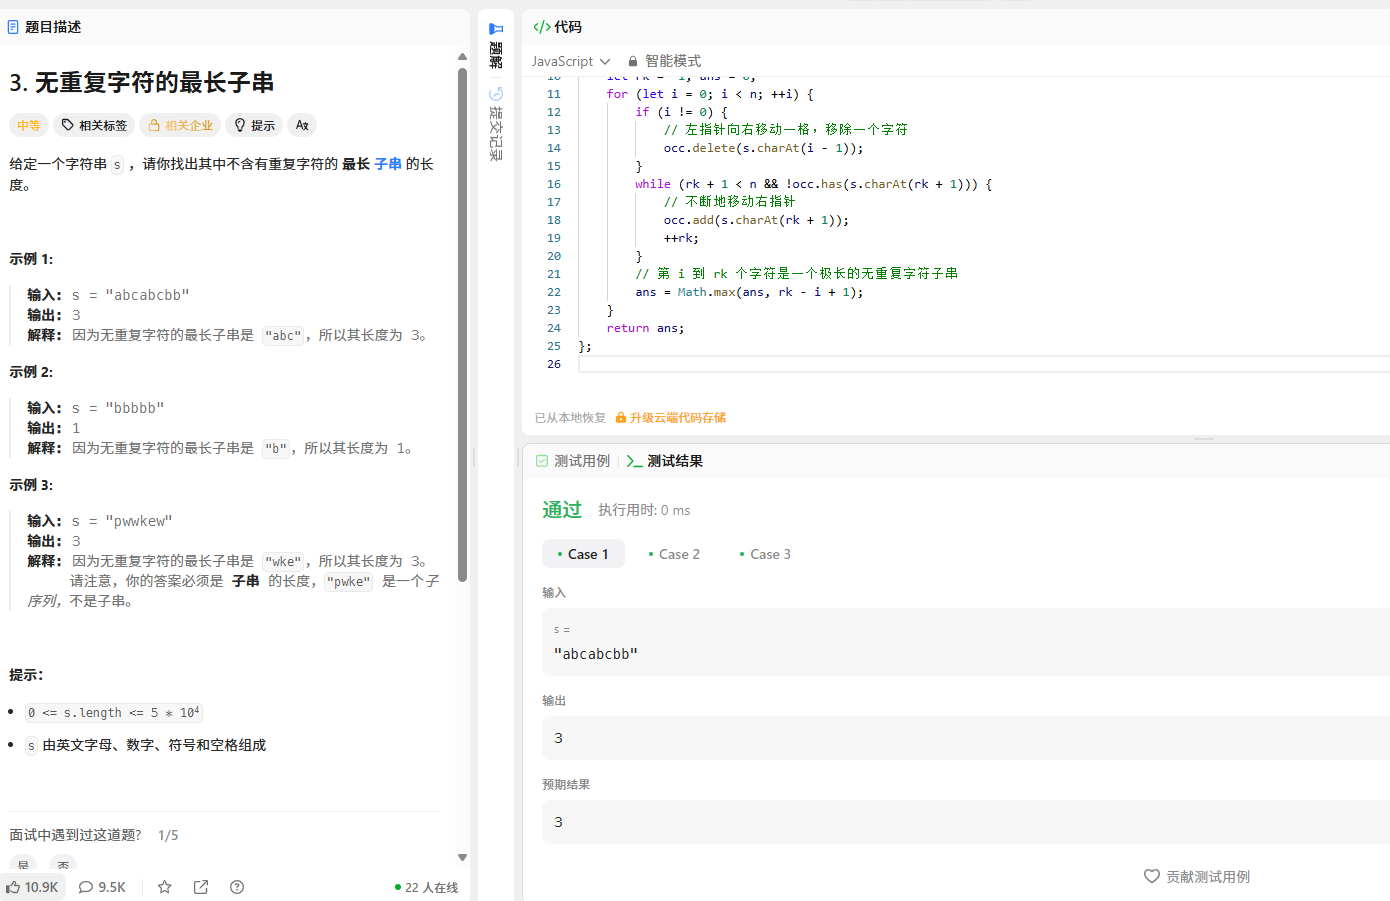 题目描述
3. 无重复字符的最长子串
中等 相关标签 相关企业 提示
给定一个字符串 s ，请你找出其中不含有重复字符的 最长 子串 的长
度。
示例 1:
输入: s = "abcabcbb"
输出: 3
解释: 因为无重复字符的最长子串是 "abc"，所以其长度为 3。
示例 2:
输入: s = "bbbbb"
输出: 1
解释: 因为无重复字符的最长子串是 "b"，所以其长度为 1。
示例 3:
输入: s = "pwwkew"
输出: 3
解释: 因为无重复字符的最长子串是 "wke"，所以其长度为 3。
请注意，你的答案必须是 子串 的长度，"pwke" 是一个子
序列，不是子串。
提示：
0 <= s.length <= 5 * 10⁴
s 由英文字母、数字、符号和空格组成
面试中遇到过这道题? 1/5
是 否
10.9K 9.5K 22 人在线
题解
提交记录
</> 代码
JavaScript 智能模式
10 let rk = -1, ans = 0;
11 for (let i = 0; i < n; ++i) {
12 if (i != 0) {
13 // 左指针向右移动一格，移除一个字符
14 occ.delete(s.charAt(i - 1));
15 }
16 while (rk + 1 < n && !occ.has(s.charAt(rk + 1))) {
17 // 不断地移动右指针
18 occ.add(s.charAt(rk + 1));
19 ++rk;
20 }
21 // 第 i 到 rk 个字符是一个极长的无重复字符子串
22 ans = Math.max(ans, rk - i + 1);
23 }
24 return ans;
25 };
26
已从本地恢复 升级云端代码存储
测试用例 >_ 测试结果
通过 执行用时: 0 ms
Case 1 Case 2 Case 3
输入
s =
"abcabcbb"
输出
3
预期结果
3
贡献测试用例